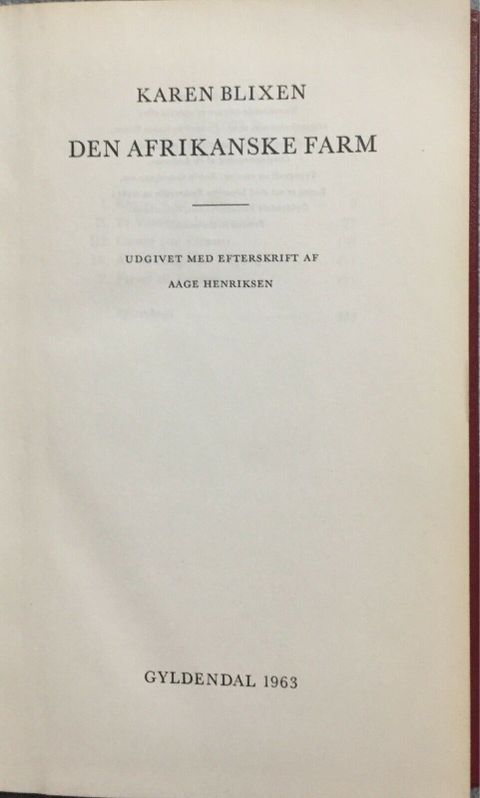 KAREN BLIXEN
DEN AFRIKANSKE FARM
UDGIVET MED EFTERSKRIFT AF
AAGE HENRIKSEN
GYLDENDAL 1963